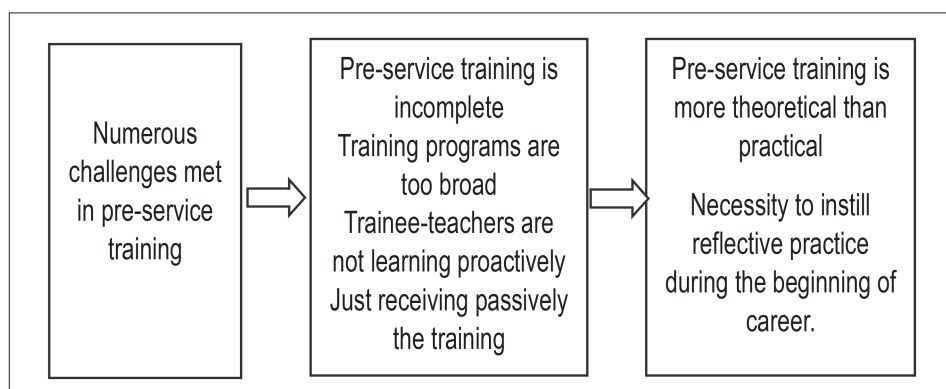 Numerous
challenges met
in pre-service
training
Pre-service training is
incomplete
Training programs are
too broad
Trainee-teachers are
not learning proactively
Just receiving passively
the training
Pre-service training is
more theoretical than
practical
Necessity to instill
reflective practice
during the beginning of
career.